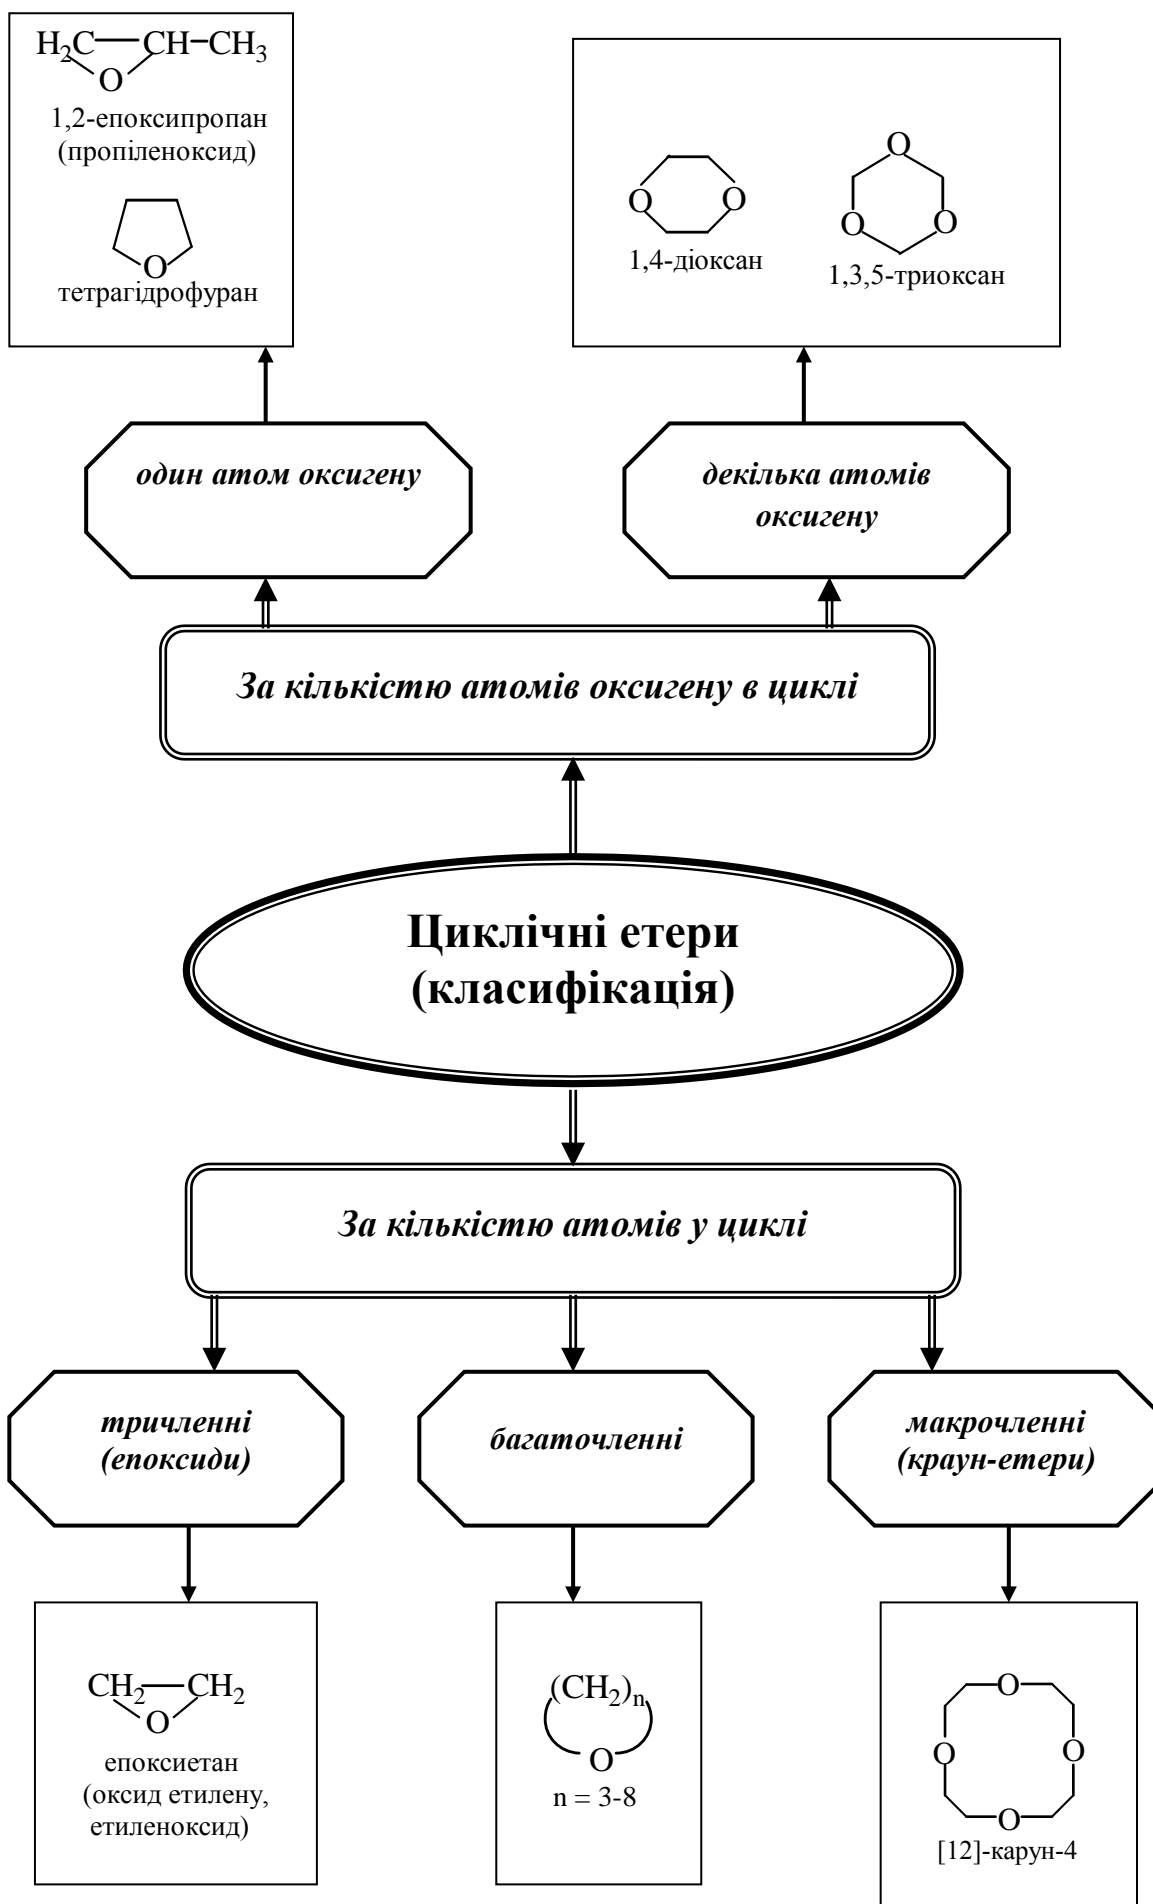 H₂C—CH–CH₃
O
1,2-епоксипропан
(пропіленоксид)
O
тетрагідрофуран
O
O
1,4-діоксан
O
O
O
1,3,5-триоксан
один атом оксигену
декілька атомів
оксигену
За кількістю атомів оксигену в циклі
Циклічні етери
(класифікація)
За кількістю атомів у циклі
тричленні
(епоксиди)
багаточленні
макрочленні
(краун-етери)
CH₂—CH₂
O
епоксиетан
(оксид етилену,
етиленоксид)
(CH₂)ₙ
O
n = 3-8
O
O
O
O
[12]-карун-4